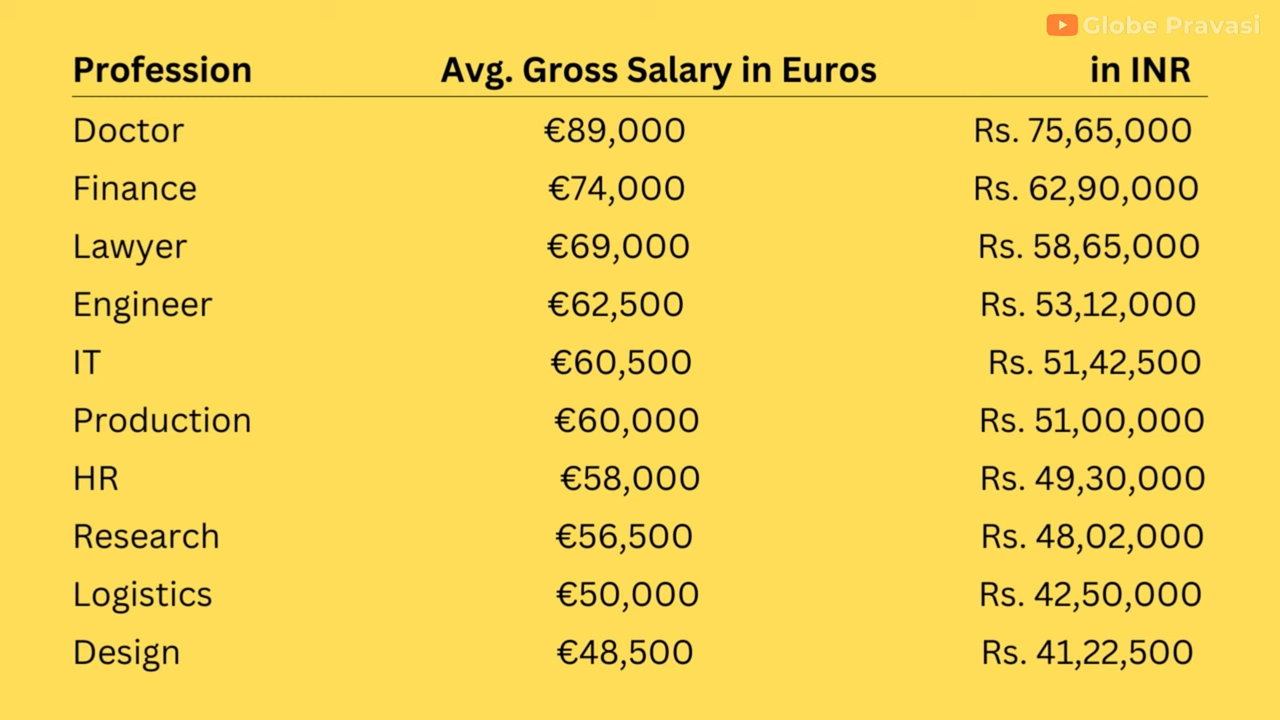 Globe Pravasi
Profession Avg. Gross Salary in Euros in INR
Doctor €89,000 Rs. 75,65,000
Finance €74,000 Rs. 62,90,000
Lawyer €69,000 Rs. 58,65,000
Engineer €62,500 Rs. 53,12,000
IT €60,500 Rs. 51,42,500
Production €60,000 Rs. 51,00,000
HR €58,000 Rs. 49,30,000
Research €56,500 Rs. 48,02,000
Logistics €50,000 Rs. 42,50,000
Design €48,500 Rs. 41,22,500